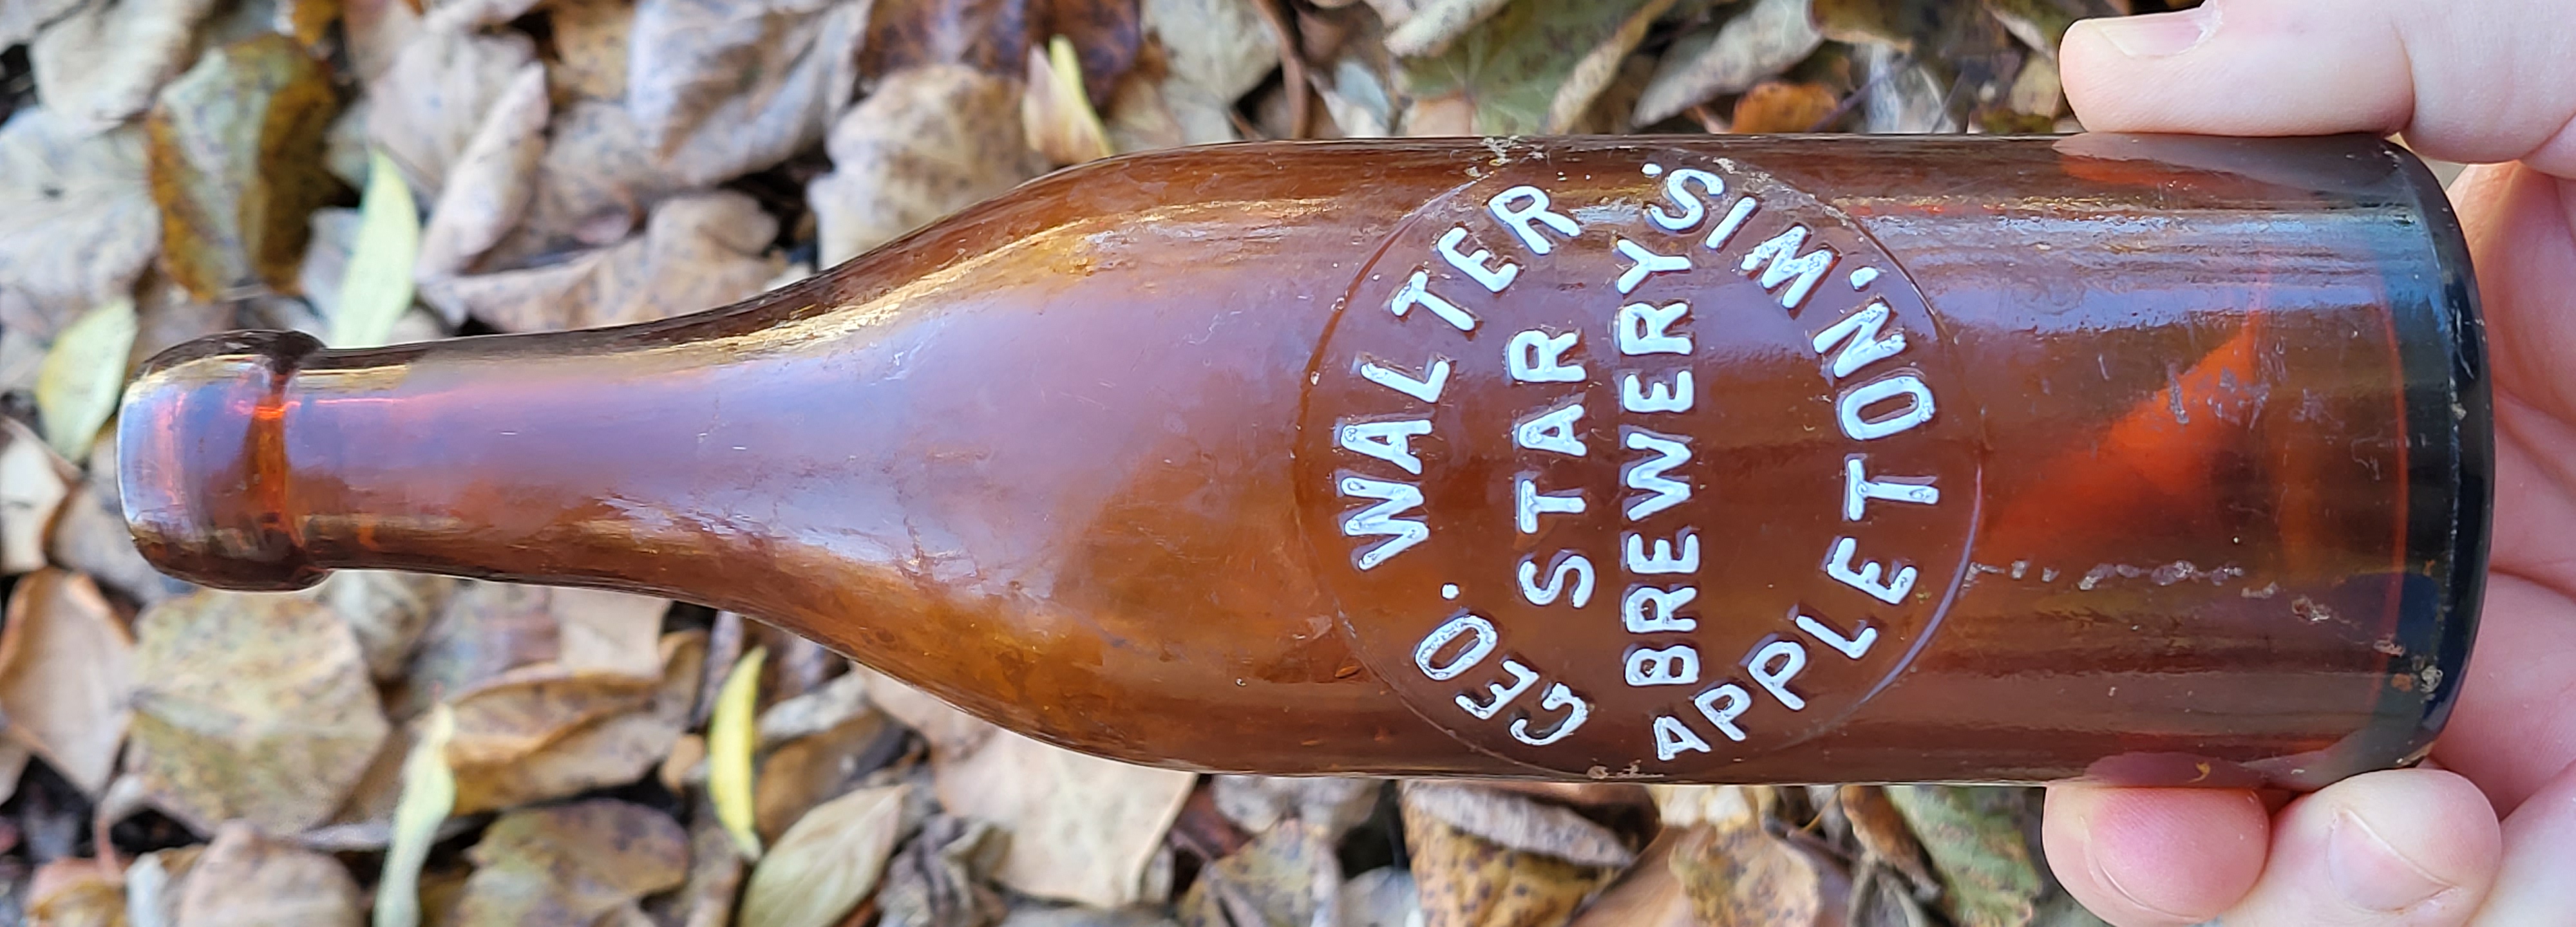 GEO. WALTER
STAR
BREWERY
APPLETON, WIS.